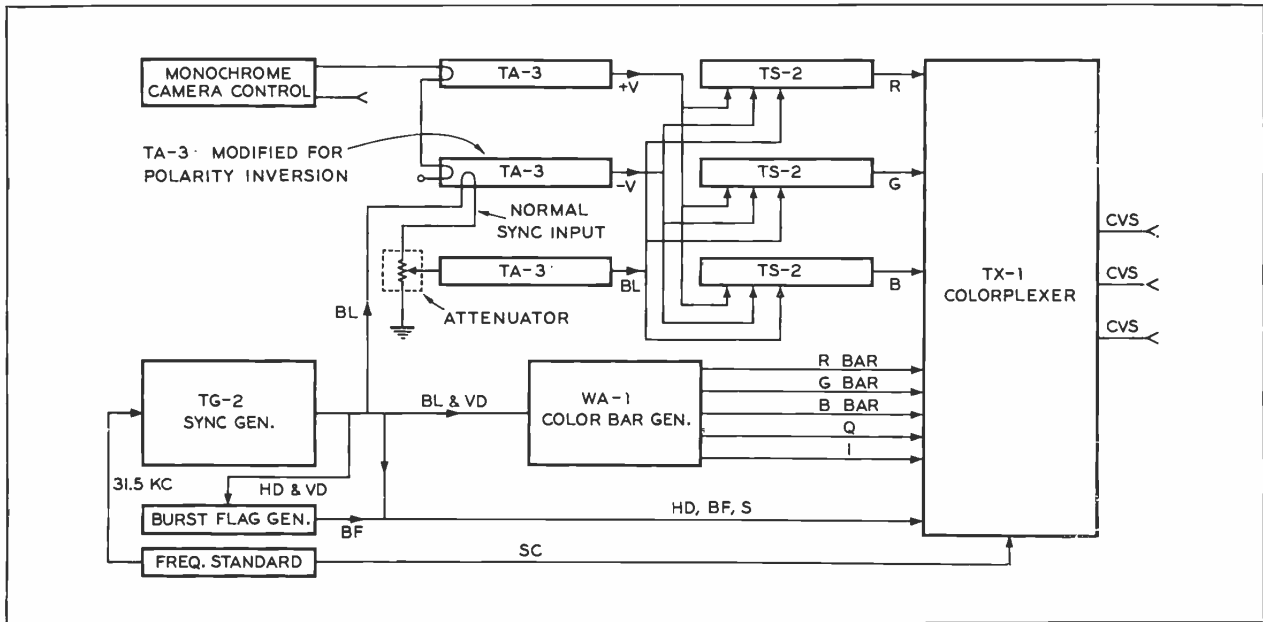 MONOCHROME
CAMERA CONTROL
TA-3
+V
TS-2
R
TA-3 MODIFIED FOR
POLARITY INVERSION
TA-3
-V
TS-2
G
NORMAL
SYNC INPUT
TA-3
BL
TS-2
B
ATTENUATOR
BL
TX-1
COLORPLEXER
CVS
CVS
CVS
TG-2
SYNC GEN.
BL & VD
WA-1
COLOR BAR GEN.
R BAR
G BAR
B BAR
Q
I
31.5 KC
HD & VD
BURST FLAG GEN.
BF
HD, BF, S
FREQ. STANDARD
SC